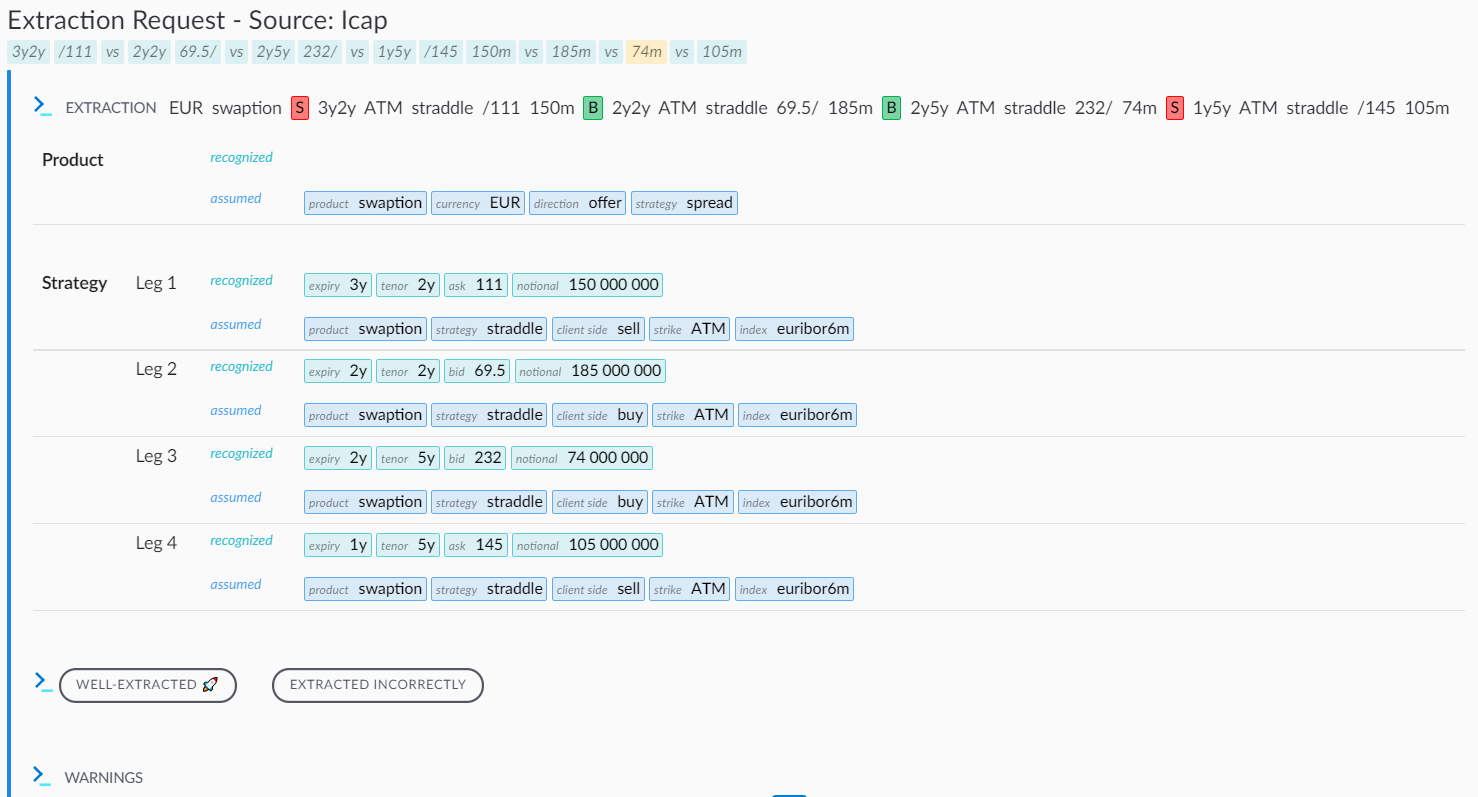 Extraction Request - Source: Icap
3y2y /111 vs 2y2y 69.5/ vs 2y5y 232/ vs 1y5y /145 150m vs 185m vs 74m vs 105m
EXTRACTION EUR swaption S 3y2y ATM straddle /111 150m B 2y2y ATM straddle 69.5/ 185m B 2y5y ATM straddle 232/ 74m S 1y5y ATM straddle /145 105m
Product recognized
assumed product swaption currency EUR direction offer strategy spread
Strategy Leg 1 recognized expiry 3y tenor 2y ask 111 notional 150 000 000
assumed product swaption strategy straddle client side sell strike ATM index euribor6m
Leg 2 recognized expiry 2y tenor 2y bid 69.5 notional 185 000 000
assumed product swaption strategy straddle client side buy strike ATM index euribor6m
Leg 3 recognized expiry 2y tenor 5y bid 232 notional 74 000 000
assumed product swaption strategy straddle client side buy strike ATM index euribor6m
Leg 4 recognized expiry 1y tenor 5y ask 145 notional 105 000 000
assumed product swaption strategy straddle client side sell strike ATM index euribor6m
WELL-EXTRACTED 🚀 EXTRACTED INCORRECTLY
WARNINGS